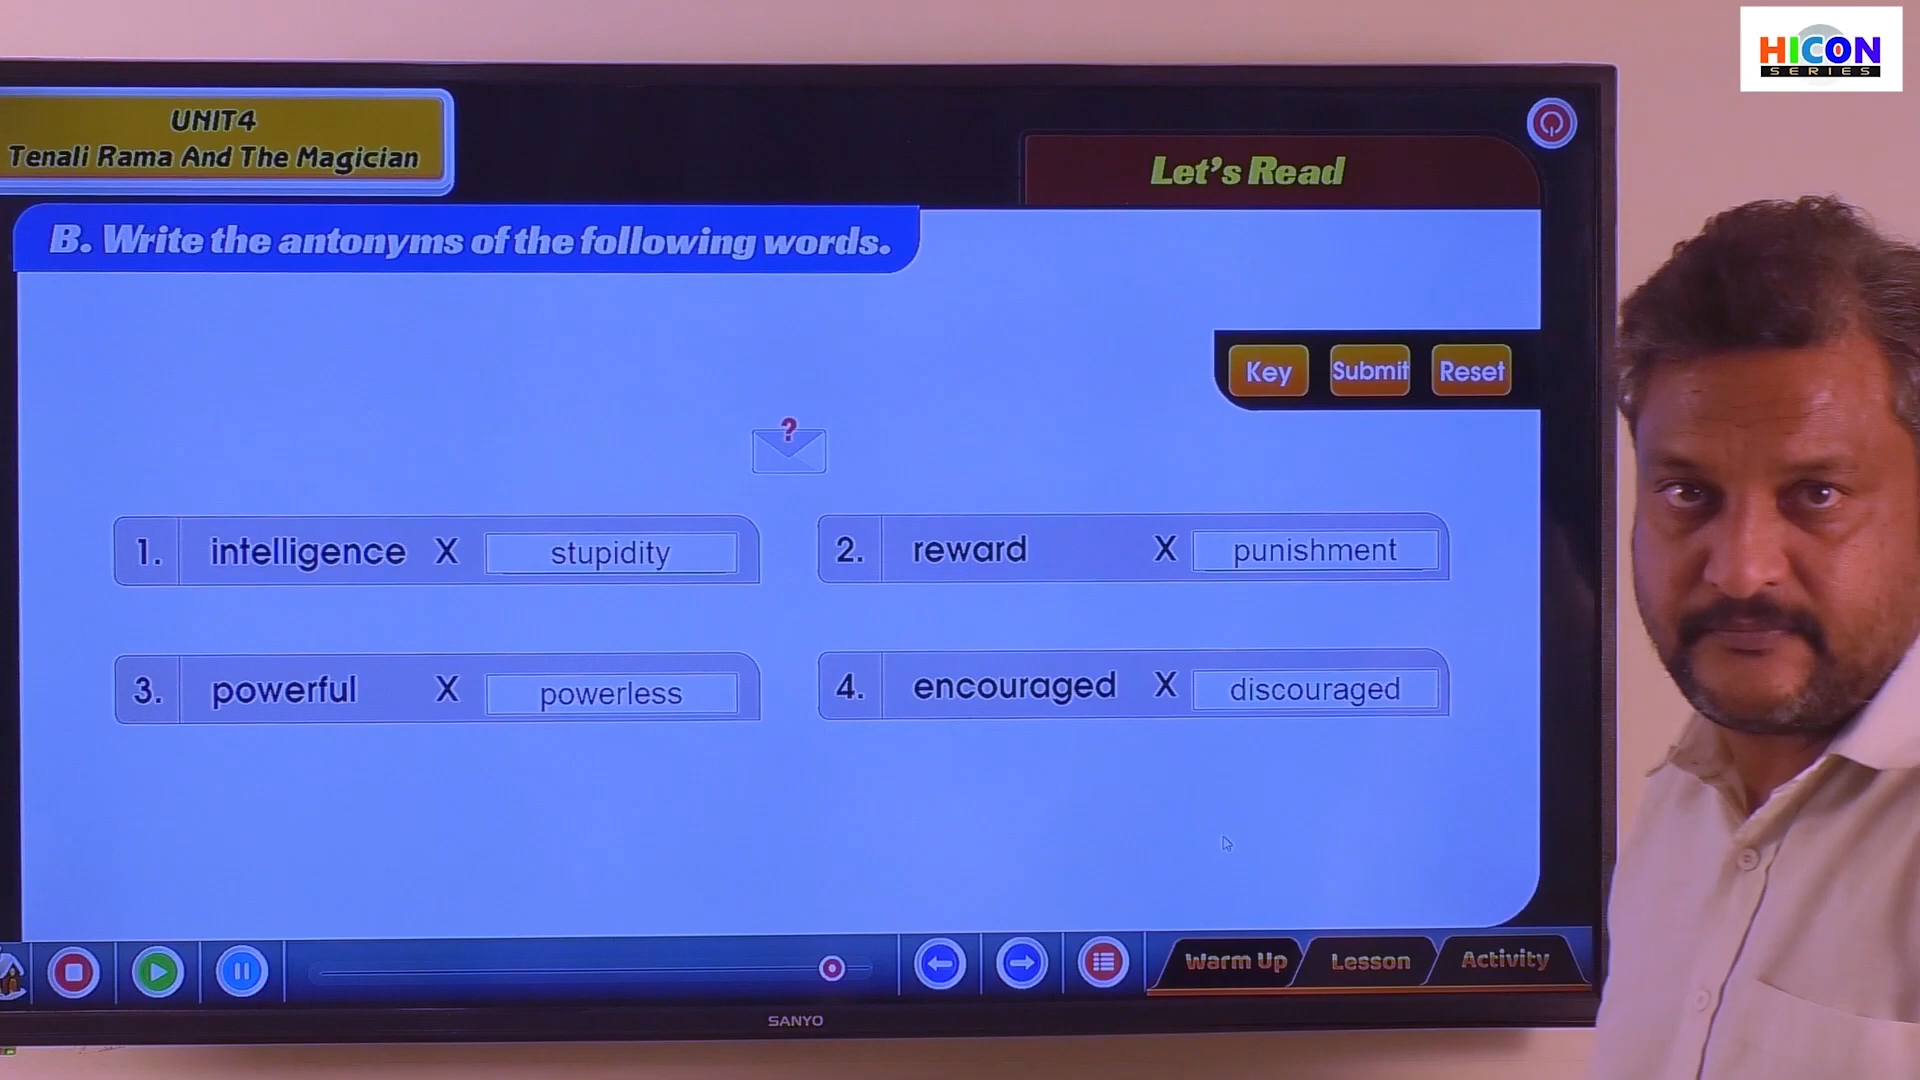 HICON
SERIES
UNIT4
Tenali Rama And The Magician
Let's Read
B. Write the antonyms of the following words.
Key Submit Reset
?
1. intelligence X stupidity
2. reward X punishment
3. powerful X powerless
4. encouraged X discouraged
Warm Up Lesson Activity
SANYO